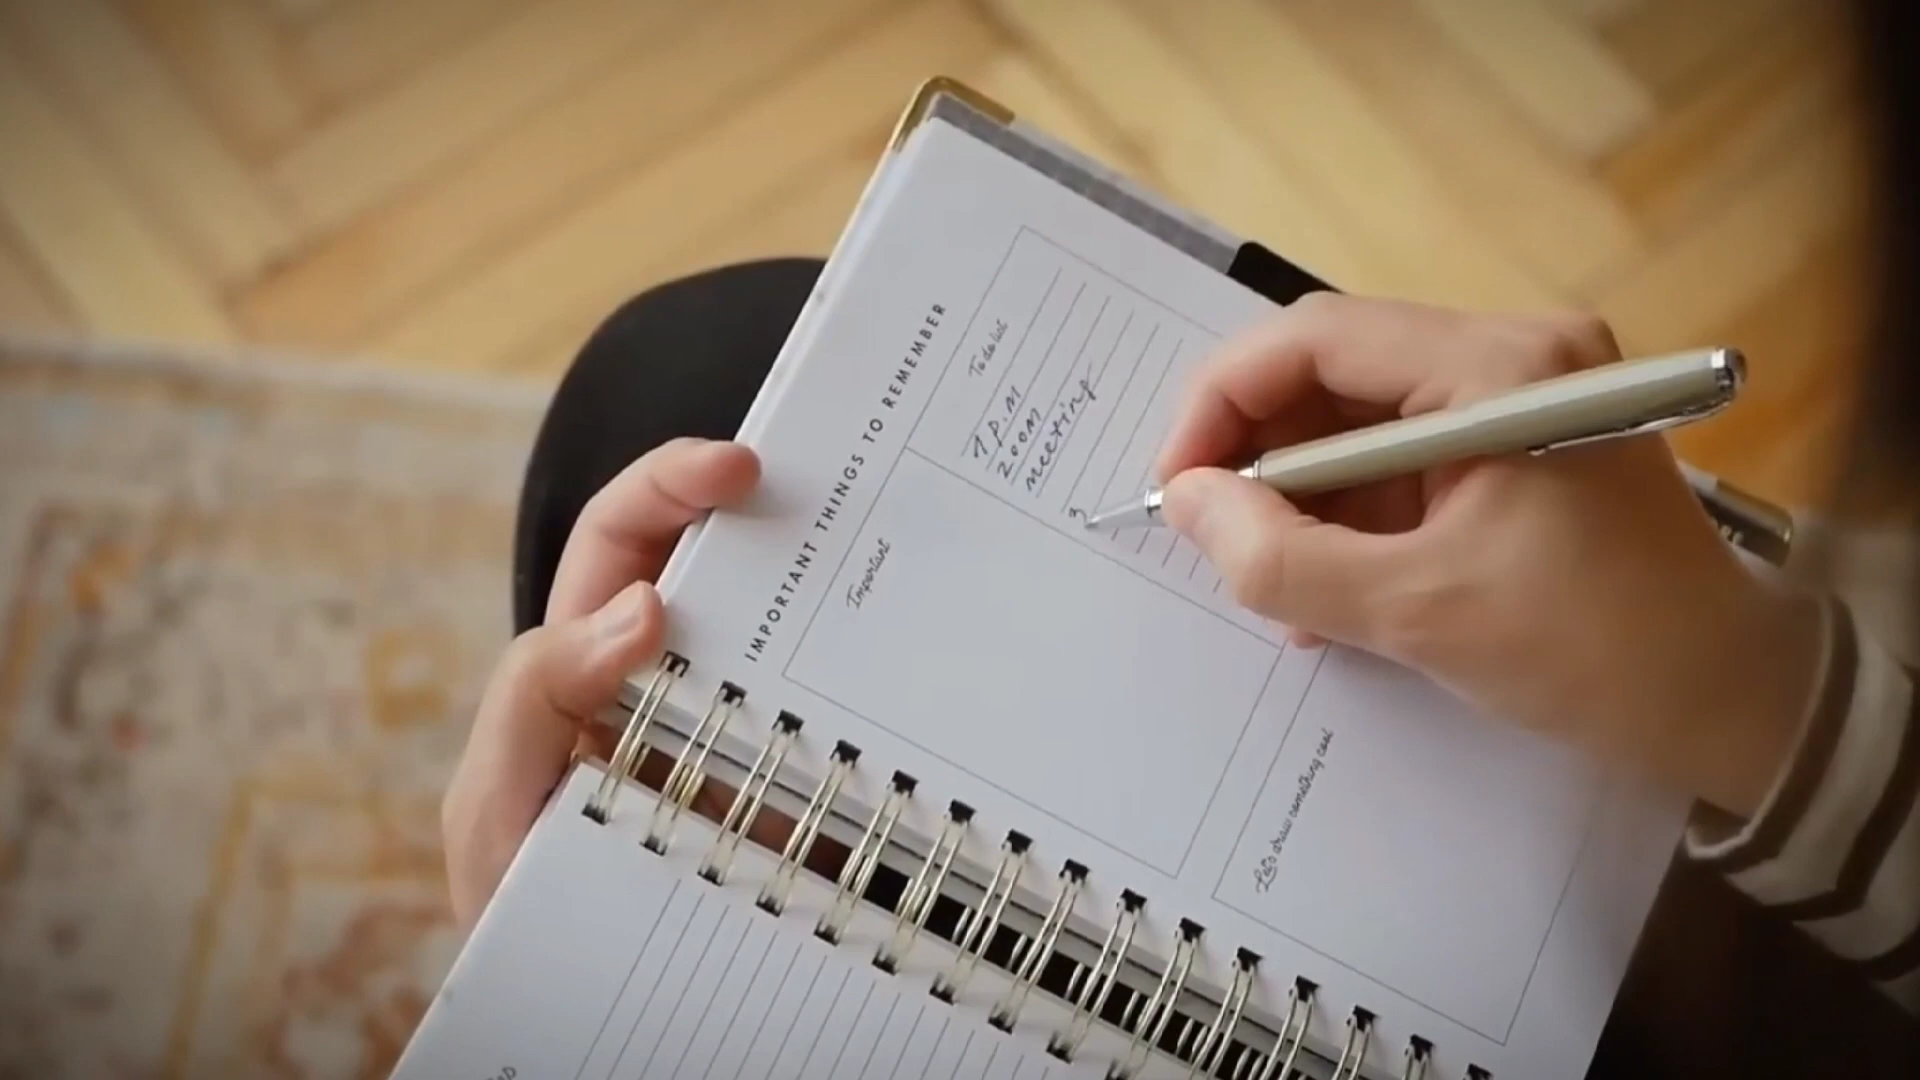 IMPORTANT THINGS TO REMEMBER
To do list
1 P.M
ZOOM
meeting
3
Important
Let's draw something cool